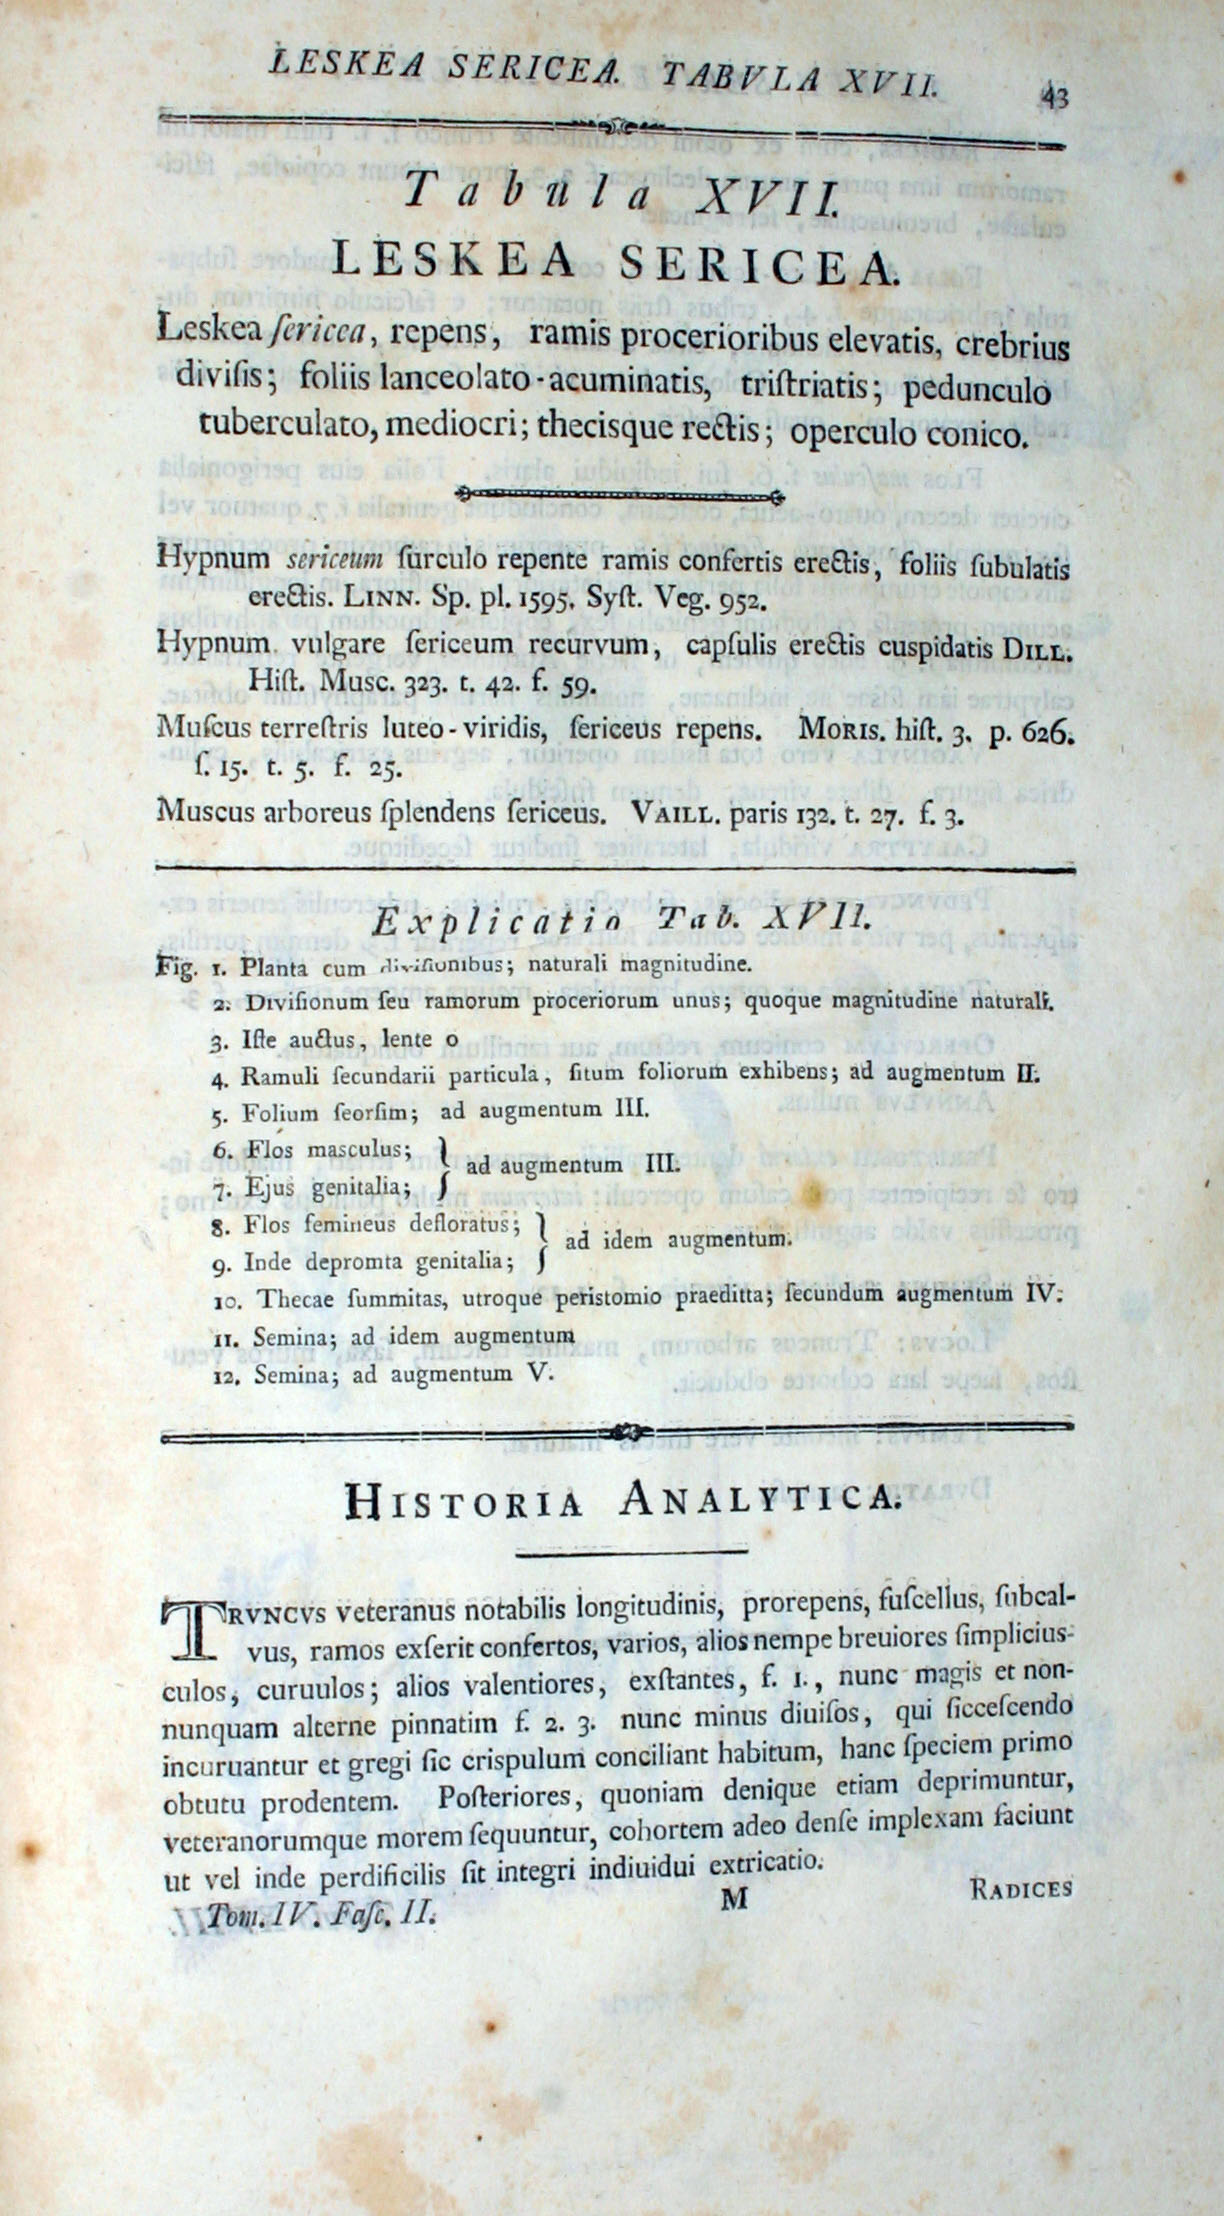 LESKEA SERICEA. TABVLA XVII. 43
Tabula XVII.
LESKEA SERICEA.
Leskea ſericea, repens, ramis procerioribus elevatis, crebrius
diviſis; foliis lanceolato-acuminatis, triſtriatis; pedunculo
tuberculato, mediocri; thecisque rectis; operculo conico.
Hypnum sericeum ſurculo repente ramis confertis erectis, foliis ſubulatis
erectis. LINN. Sp. pl. 1595. Syſt. Veg. 952.
Hypnum vulgare ſericeum recurvum, capſulis erectis cuspidatis DILL.
Hiſt. Musc. 323. t. 42. f. 59.
Muſcus terreſtris luteo-viridis, ſericeus repens. MORIS. hiſt. 3. p. 626.
ſ. 15. t. 5. f. 25.
Muscus arboreus ſplendens ſericeus. VAILL. paris 132. t. 27. f. 3.
Explicatio Tab. XVII.
Fig. 1. Planta cum diviſionibus; naturali magnitudine.
2. Diviſionum ſeu ramorum proceriorum unus; quoque magnitudine naturali.
3. Iſte auctus, lente 0
4. Ramuli ſecundarii particula, ſitum foliorum exhibens; ad augmentum II.
5. Folium ſeorſim; ad augmentum III.
6. Flos masculus; } ad augmentum III.
7. Ejus genitalia;
8. Flos femineus defloratus; } ad idem augmentum.
9. Inde depromta genitalia;
10. Thecae ſummitas, utroque periſtomio praeditta; ſecundum augmentum IV.
11. Semina; ad idem augmentum
12. Semina; ad augmentum V.
HISTORIA ANALYTICA.
TRVNCVS veteranus notabilis longitudinis, prorepens, fuſcellus, ſubcal-
vus, ramos exſerit confertos, varios, alios nempe breuiores ſimplicius-
culos, curuulos; alios valentiores, exſtantes, f. 1., nunc magis et non-
nunquam alterne pinnatim f. 2. 3. nunc minus diuiſos, qui ſicceſcendo
incuruantur et gregi ſic crispulum conciliant habitum, hanc ſpeciem primo
obtutu prodentem. Poſteriores, quoniam denique etiam deprimuntur,
veteranorumque morem ſequuntur, cohortem adeo denſe implexam faciunt
ut vel inde perdificilis ſit integri indiuidui extricatio.
Tom. IV. Faſc. II. M RADICES